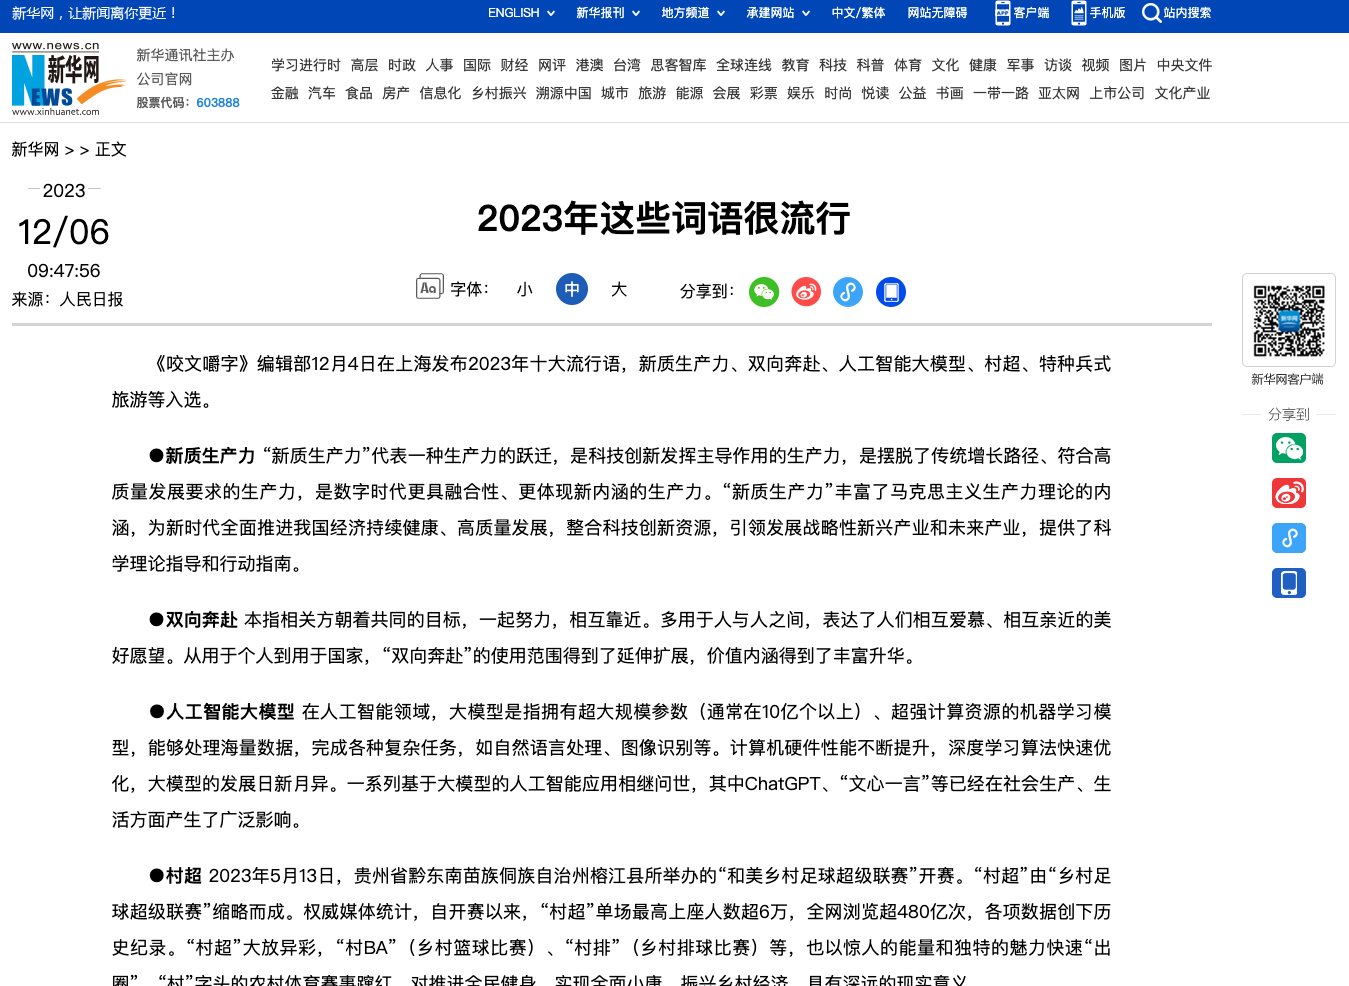 新华网，让新闻离你更近！
ENGLISH 新华报刊 地方频道 承建网站 中文/繁体 网站无障碍 客户端 手机版 站内搜索
www.news.cn
新华网
NEWS
www.xinhuanet.com
新华通讯社主办
公司官网
股票代码：603888
学习进行时 高层 时政 人事 国际 财经 网评 港澳 台湾 思客智库 全球连线 教育 科技 科普 体育 文化 健康 军事 访谈 视频 图片 中央文件
金融 汽车 食品 房产 信息化 乡村振兴 溯源中国 城市 旅游 能源 会展 彩票 娱乐 时尚 悦读 公益 书画 一带一路 亚太网 上市公司 文化产业
新华网 > > 正文
2023
12/06
09:47:56
来源：人民日报
2023年这些词语很流行
Aa 字体： 小 中 大 分享到：
新华网客户端
分享到
《咬文嚼字》编辑部12月4日在上海发布2023年十大流行语，新质生产力、双向奔赴、人工智能大模型、村超、特种兵式
旅游等入选。
●新质生产力 “新质生产力”代表一种生产力的跃迁，是科技创新发挥主导作用的生产力，是摆脱了传统增长路径、符合高
质量发展要求的生产力，是数字时代更具融合性、更体现新内涵的生产力。“新质生产力”丰富了马克思主义生产力理论的内
涵，为新时代全面推进我国经济持续健康、高质量发展，整合科技创新资源，引领发展战略性新兴产业和未来产业，提供了科
学理论指导和行动指南。
●双向奔赴 本指相关方朝着共同的目标，一起努力，相互靠近。多用于人与人之间，表达了人们相互爱慕、相互亲近的美
好愿望。从用于个人到用于国家，“双向奔赴”的使用范围得到了延伸扩展，价值内涵得到了丰富升华。
●人工智能大模型 在人工智能领域，大模型是指拥有超大规模参数（通常在10亿个以上）、超强计算资源的机器学习模
型，能够处理海量数据，完成各种复杂任务，如自然语言处理、图像识别等。计算机硬件性能不断提升，深度学习算法快速优
化，大模型的发展日新月异。一系列基于大模型的人工智能应用相继问世，其中ChatGPT、“文心一言”等已经在社会生产、生
活方面产生了广泛影响。
●村超 2023年5月13日，贵州省黔东南苗族侗族自治州榕江县所举办的“和美乡村足球超级联赛”开赛。“村超”由“乡村足
球超级联赛”缩略而成。权威媒体统计，自开赛以来，“村超”单场最高上座人数超6万，全网浏览超480亿次，各项数据创下历
史纪录。“村超”大放异彩，“村BA”（乡村篮球比赛）、“村排”（乡村排球比赛）等，也以惊人的能量和独特的魅力快速“出
圈”，“村”字头的农村体育赛事蹿红，对推进全民健身、实现全面小康、振兴乡村经济，具有深远的现实意义。